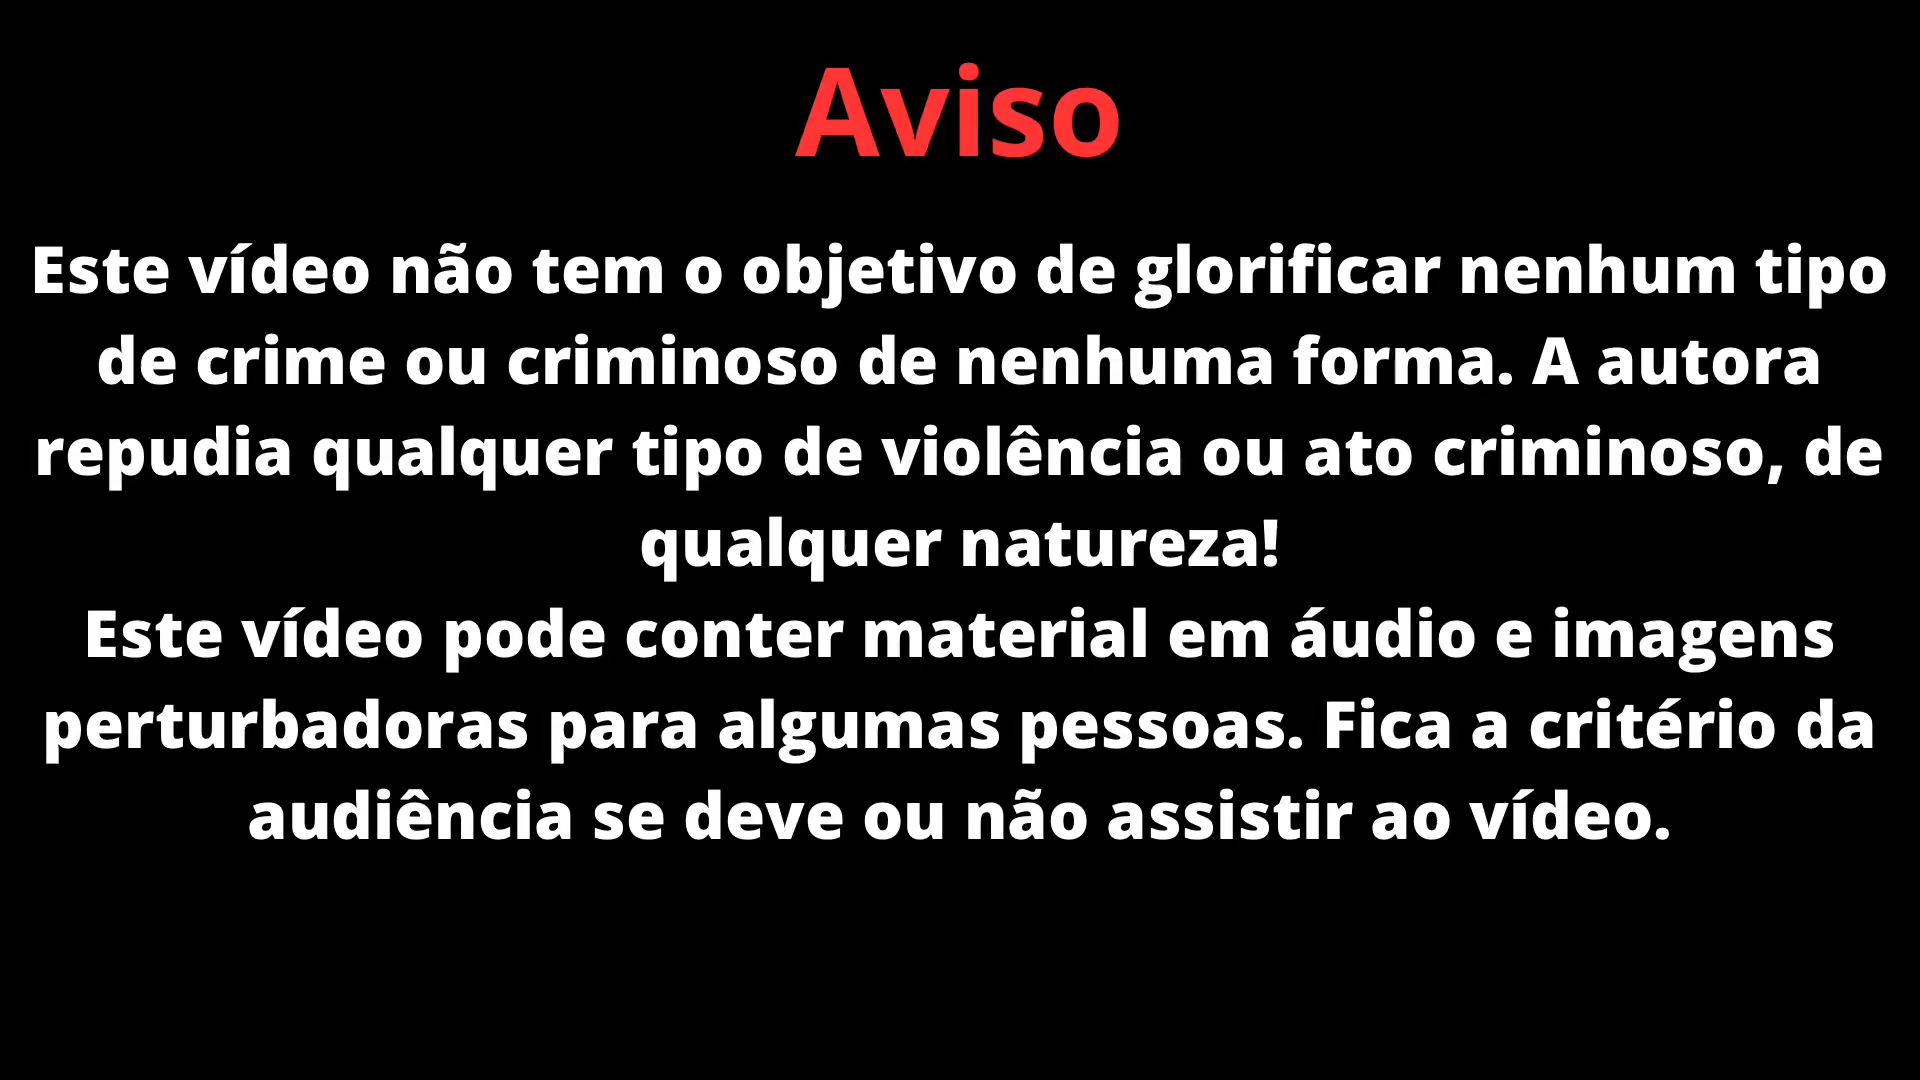 Aviso
Este vídeo não tem o objetivo de glorificar nenhum tipo
de crime ou criminoso de nenhuma forma. A autora
repudia qualquer tipo de violência ou ato criminoso, de
qualquer natureza!
Este vídeo pode conter material em áudio e imagens
perturbadoras para algumas pessoas. Fica a critério da
audiência se deve ou não assistir ao vídeo.